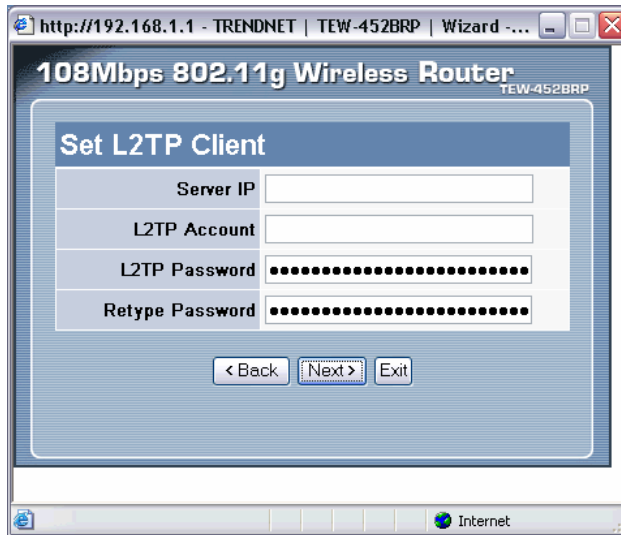 http://192.168.1.1 - TRENDNET | TEW-452BRP | Wizard -...
108Mbps 802.11g Wireless Router
TEW-452BRP
Set L2TP Client
Server IP
L2TP Account
L2TP Password ●●●●●●●●●●●●●●●●●●●●●●●●●
Retype Password ●●●●●●●●●●●●●●●●●●●●●●●●●
< Back Next > Exit
Internet